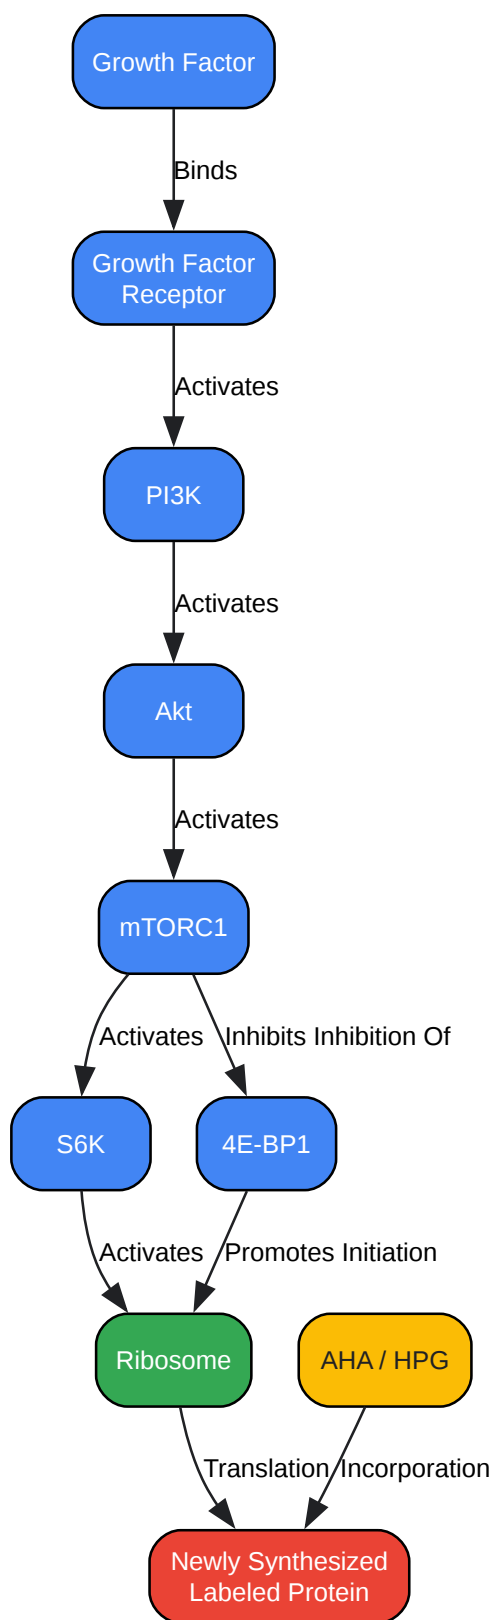 Growth Factor
Binds
Growth Factor
Receptor
Activates
PI3K
Activates
Akt
Activates
mTORC1
Activates
Inhibits Inhibition Of
S6K
4E-BP1
Activates
Promotes Initiation
Ribosome
AHA / HPG
Translation
Incorporation
Newly Synthesized
Labeled Protein